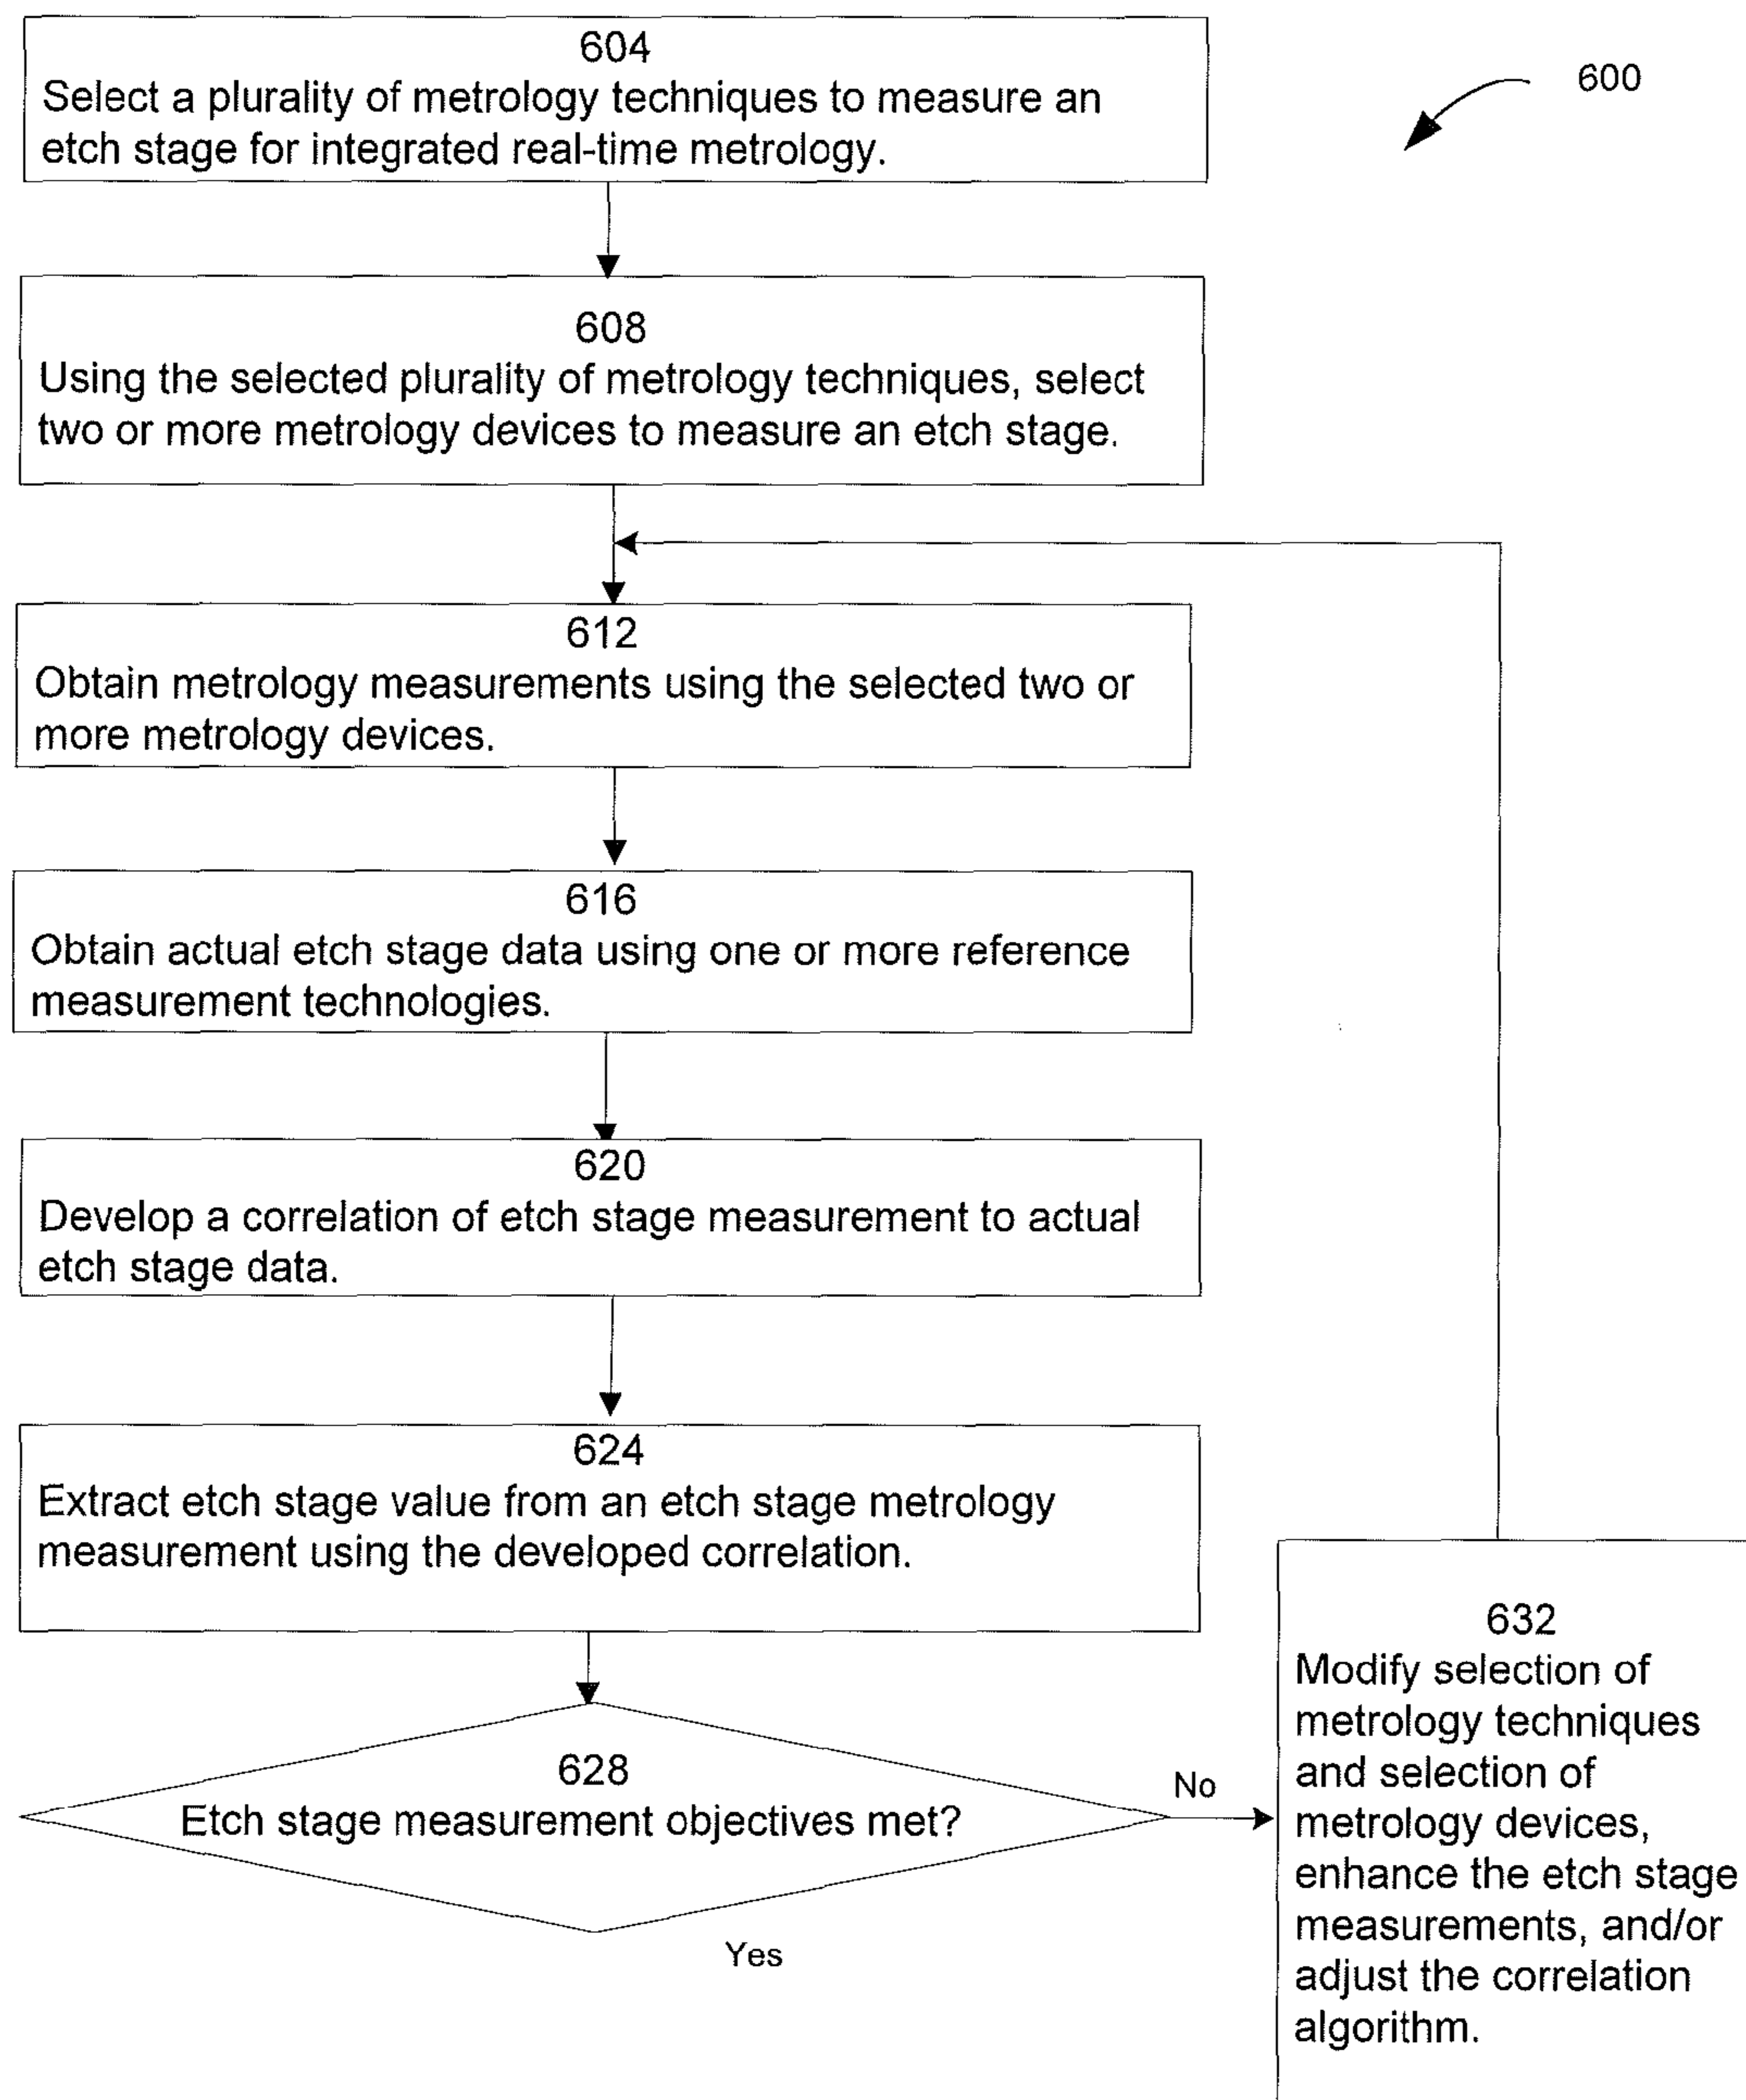 604
Select a plurality of metrology techniques to measure an
etch stage for integrated real-time metrology.
600
608
Using the selected plurality of metrology techniques, select
two or more metrology devices to measure an etch stage.
612
Obtain metrology measurements using the selected two or
more metrology devices.
616
Obtain actual etch stage data using one or more reference
measurement technologies.
620
Develop a correlation of etch stage measurement to actual
etch stage data.
624
Extract etch stage value from an etch stage metrology
measurement using the developed correlation.
628
Etch stage measurement objectives met?
No
Yes
632
Modify selection of
metrology techniques
and selection of
metrology devices,
enhance the etch stage
measurements, and/or
adjust the correlation
algorithm.